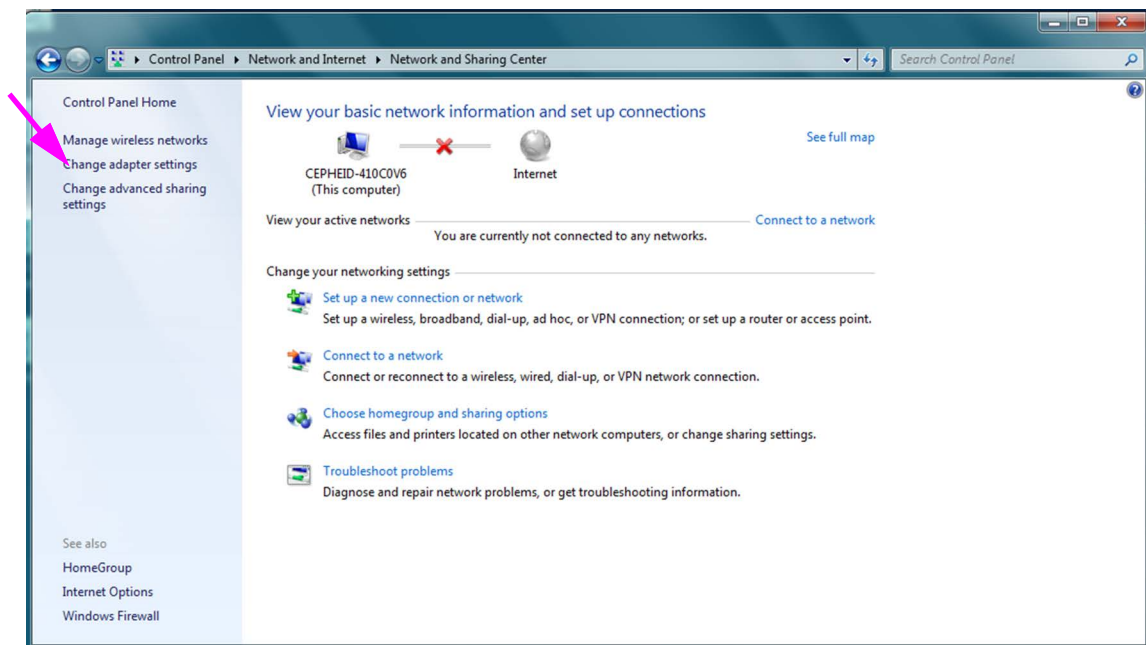 Control Panel ▸ Network and Internet ▸ Network and Sharing Center
Search Control Panel
Control Panel Home
Manage wireless networks
Change adapter settings
Change advanced sharing
settings
View your basic network information and set up connections
See full map
CEPHEID-410C0V6
(This computer)
Internet
View your active networks
Connect to a network
You are currently not connected to any networks.
Change your networking settings
Set up a new connection or network
Set up a wireless, broadband, dial-up, ad hoc, or VPN connection; or set up a router or access point.
Connect to a network
Connect or reconnect to a wireless, wired, dial-up, or VPN network connection.
Choose homegroup and sharing options
Access files and printers located on other network computers, or change sharing settings.
Troubleshoot problems
Diagnose and repair network problems, or get troubleshooting information.
See also
HomeGroup
Internet Options
Windows Firewall